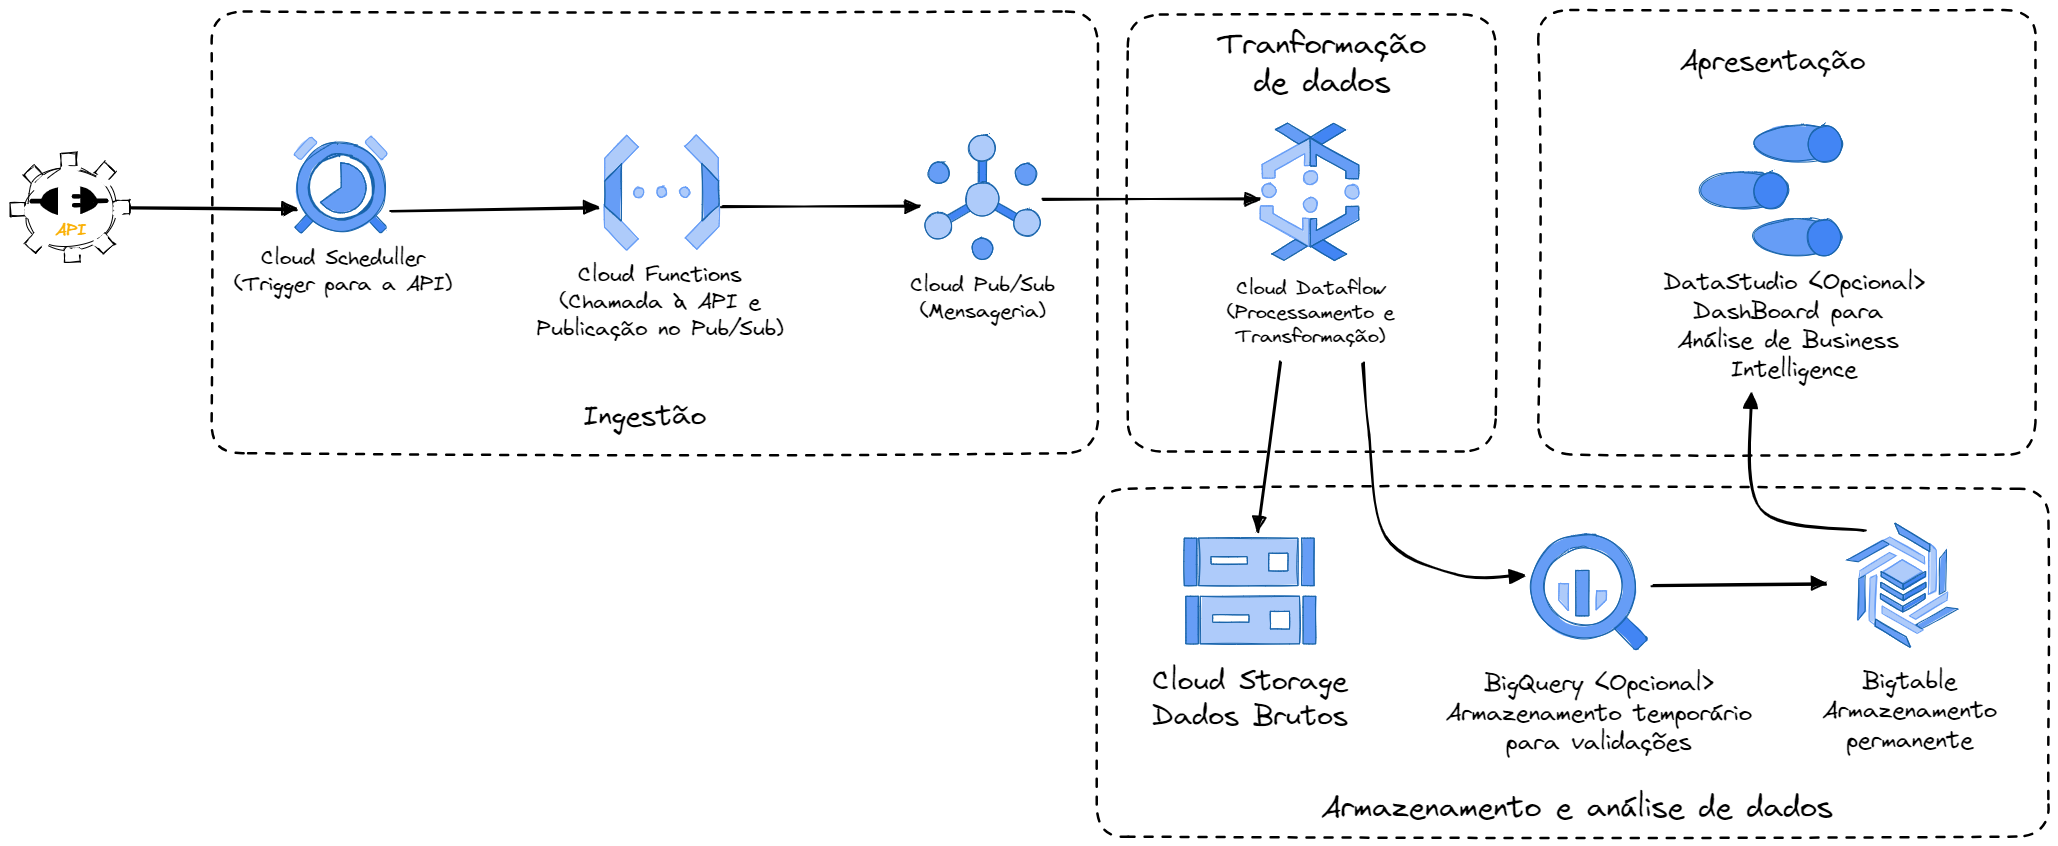 API
Cloud Scheduller
(Trigger para a API)
Cloud Functions
(Chamada à API e
Publicação no Pub/Sub)
Cloud Pub/Sub
(Mensageria)
Ingestão
Tranformação
de dados
Cloud Dataflow
(Processamento e
Transformação)
Apresentação
DataStudio <Opcional>
DashBoard para
Análise de Business
Intelligence
Cloud Storage
Dados Brutos
BigQuery <Opcional>
Armazenamento temporário
para validações
Bigtable
Armazenamento
permanente
Armazenamento e análise de dados